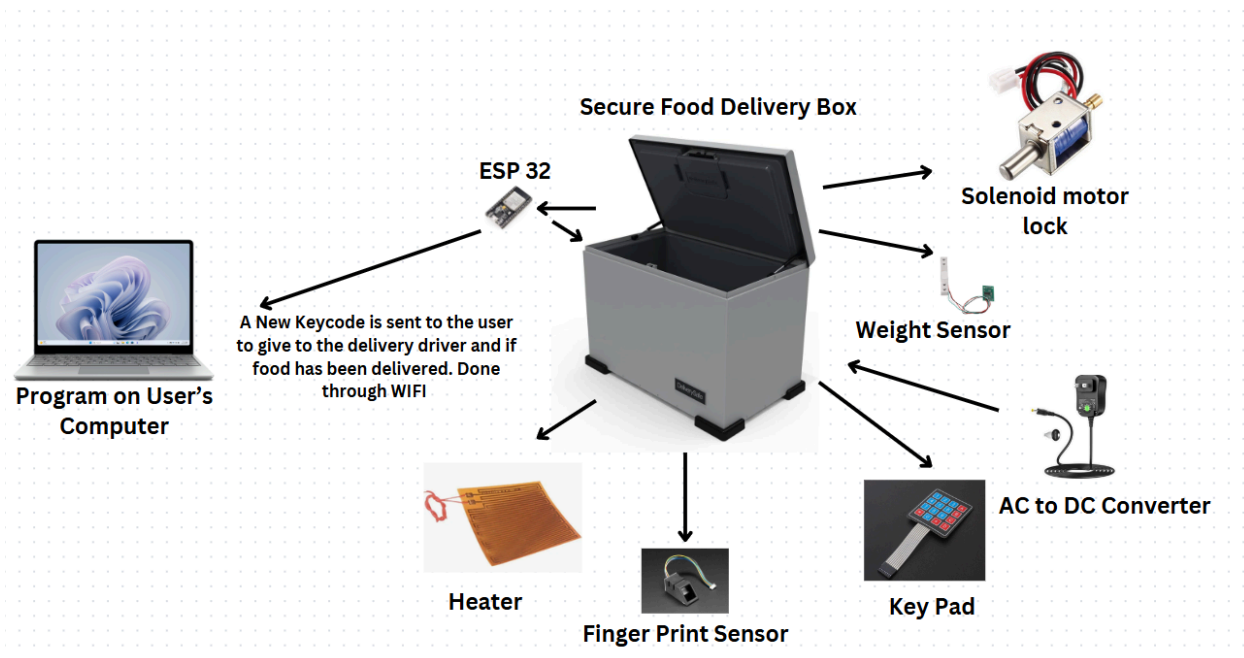 Secure Food Delivery Box
ESP 32
Solenoid motor
lock
A New Keycode is sent to the user
to give to the delivery driver and if
food has been delivered. Done
through WIFI
Weight Sensor
Program on User’s
Computer
AC to DC Converter
Heater
Key Pad
Finger Print Sensor